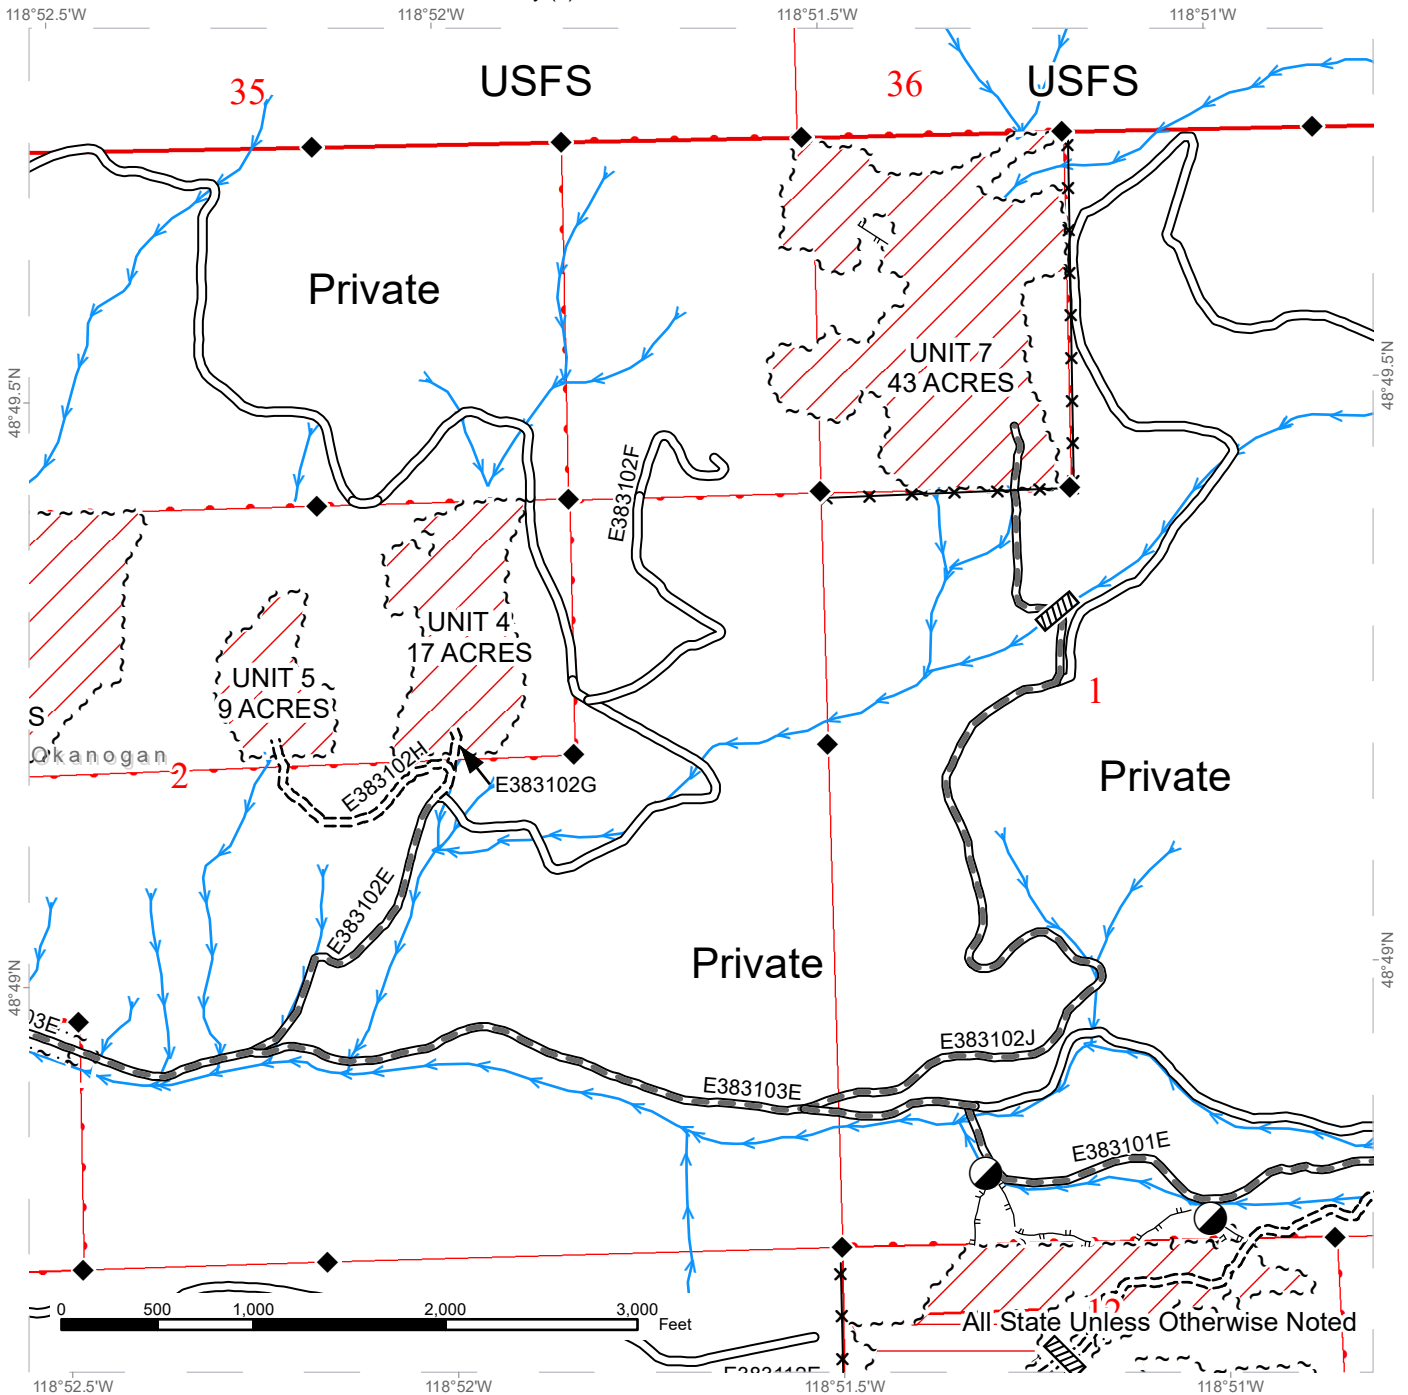 118°52.5'W
118°52'W
118°51.5'W
118°51'W
35
USFS
36
USFS
Private
48°49.5'N
48°49.5'N
UNIT 7
43 ACRES
E383102F
UNIT 4
17 ACRES
UNIT 5
9 ACRES
S
Okanogan
2
E383102H
E383102G
1
Private
E383102E
Private
48°49'N
48°49'N
03E
E383102J
E383103E
E383101E
12
All State Unless Otherwise Noted
0
500
1,000
2,000
3,000
Feet
118°52.5'W
118°52'W
118°51.5'W
118°51'W